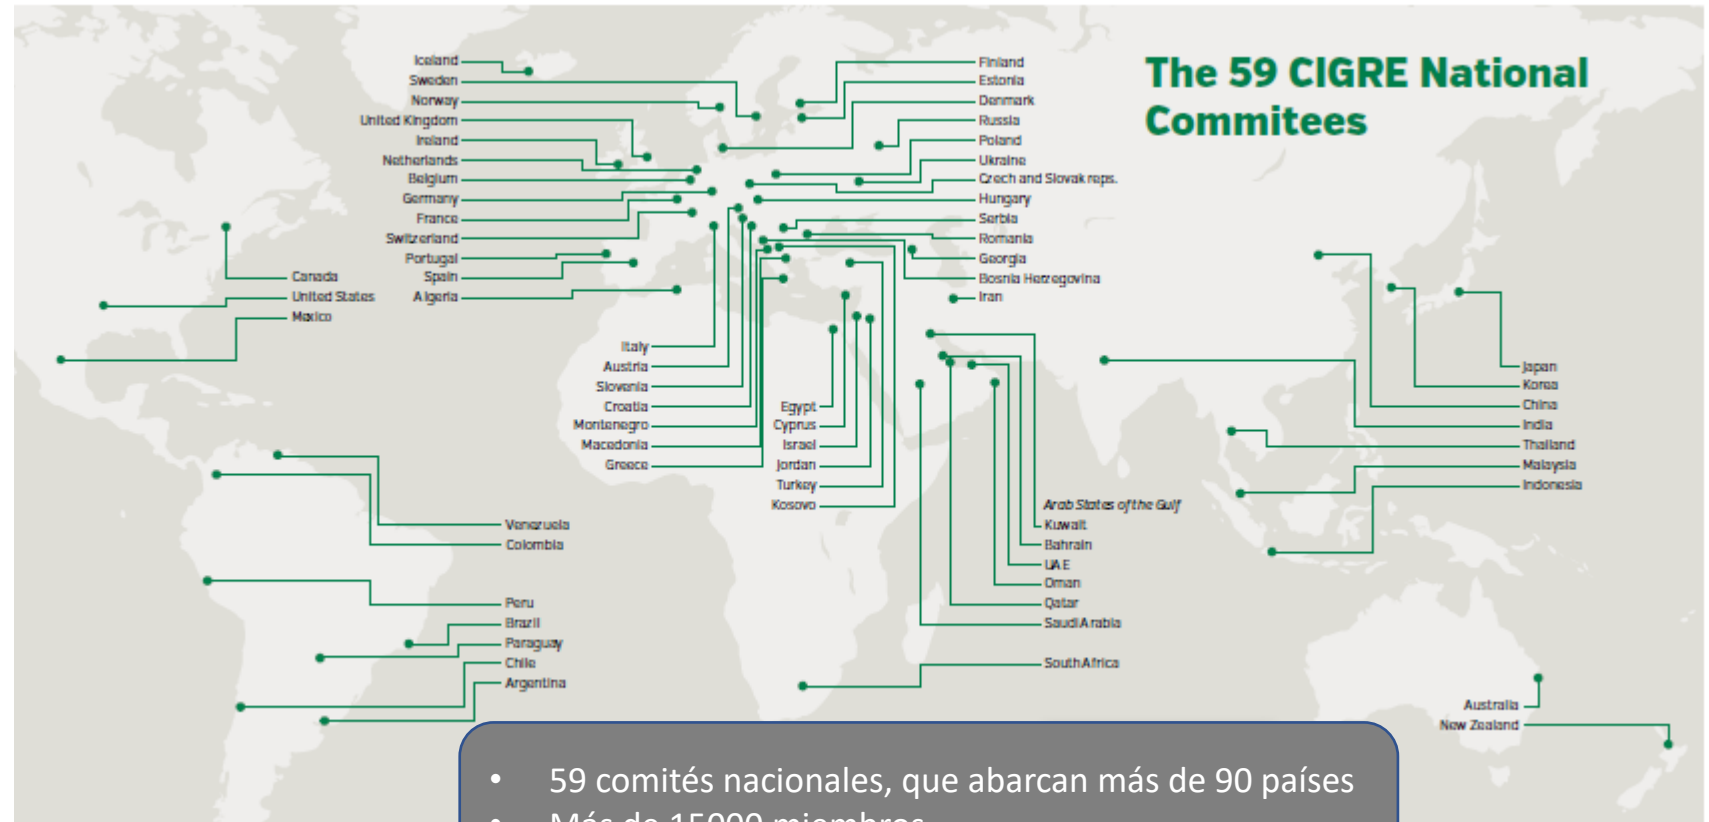 The 59 CIGRE National
Commitees
Iceland
Sweden
Norway
United Kingdom
Ireland
Netherlands
Belgium
Germany
France
Switzerland
Portugal
Spain
Algeria
Finland
Estonia
Denmark
Russia
Poland
Ukraine
Czech and Slovak reps.
Hungary
Serbia
Romania
Georgia
Bosnia Herzegovina
Iran
Canada
United States
Mexico
Italy
Austria
Slovenia
Croatia
Montenegro
Macedonia
Greece
Egypt
Cyprus
Israel
Jordan
Turkey
Kosovo
Japan
Korea
China
India
Thailand
Malaysia
Indonesia
Venezuela
Colombia
Peru
Brazil
Paraguay
Chile
Argentina
Arab States of the Gulf
Kuwait
Bahrain
UAE
Oman
Qatar
Saudi Arabia
South Africa
Australia
New Zealand
• 59 comités nacionales, que abarcan más de 90 países
• Más de 15000 miembros